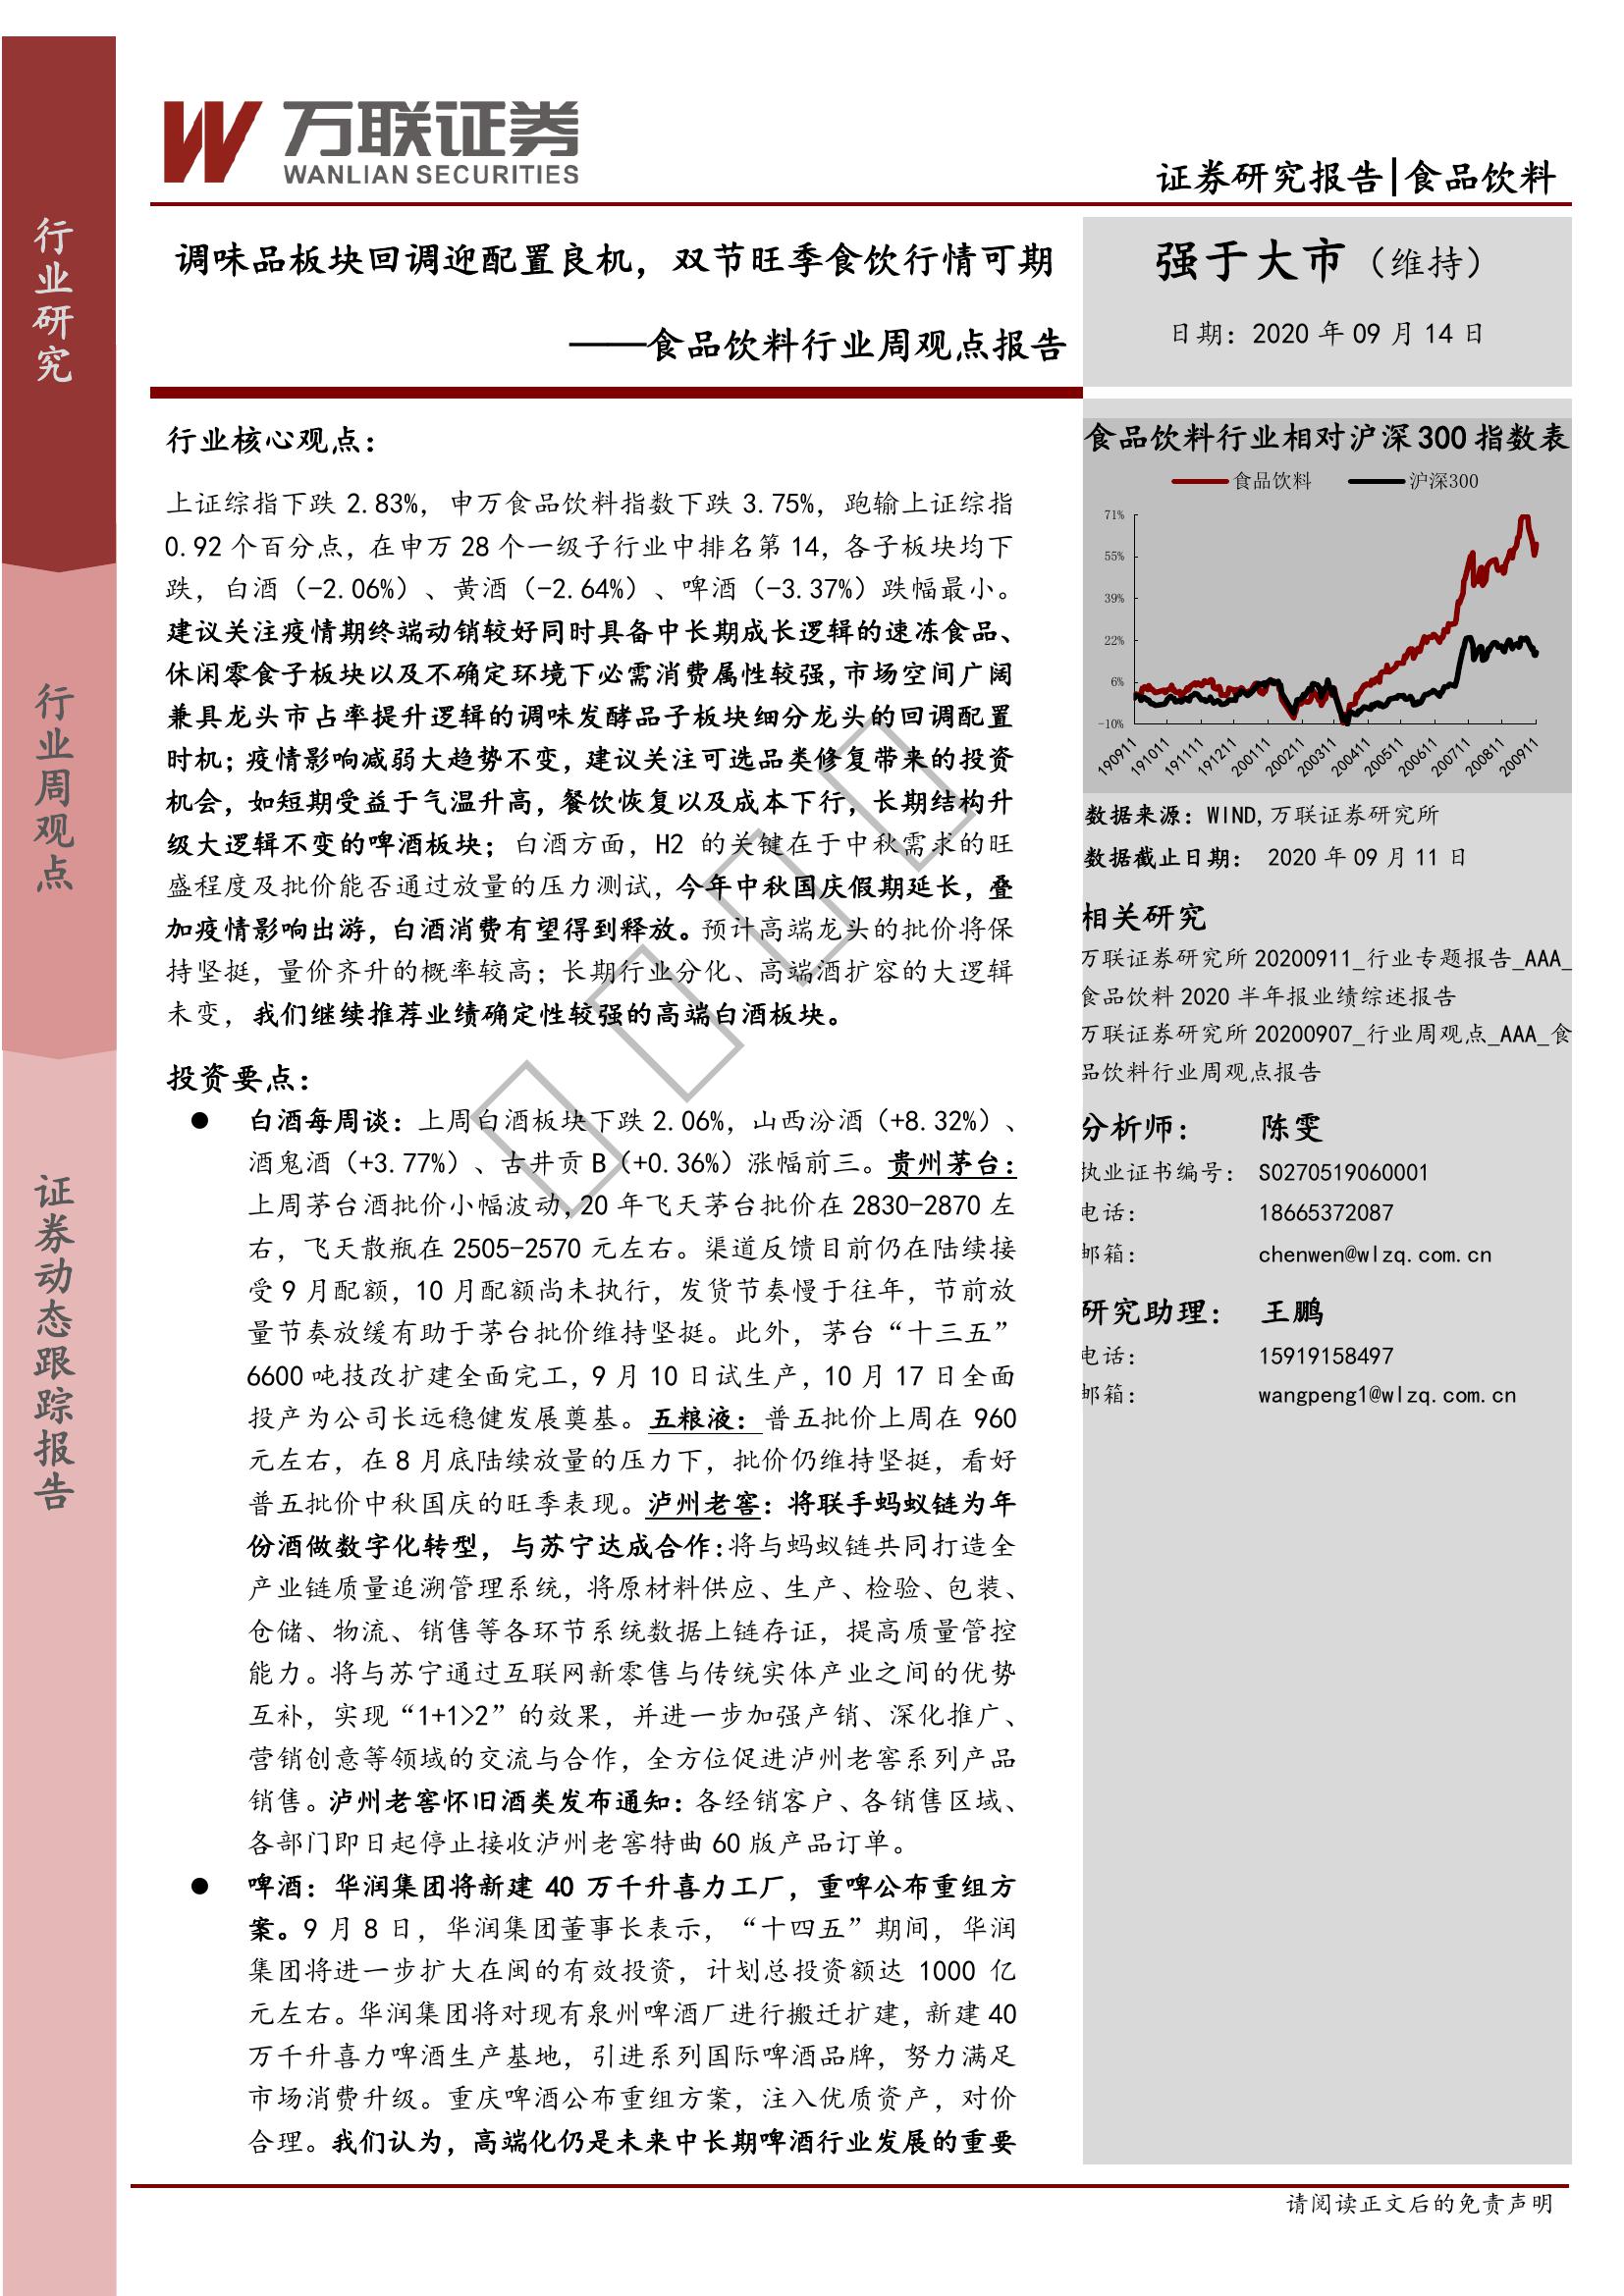 万联证券
WANLIAN SECURITIES
证券研究报告|食品饮料
行业研究
行业周观点
证券动态跟踪报告
调味品板块回调迎配置良机，双节旺季食饮行情可期
——食品饮料行业周观点报告
强于大市（维持）
日期：2020 年 09 月 14 日
行业核心观点：
上证综指下跌 2.83%，申万食品饮料指数下跌 3.75%，跑输上证综指
0.92 个百分点，在申万 28 个一级子行业中排名第 14，各子板块均下
跌，白酒（-2.06%）、黄酒（-2.64%）、啤酒（-3.37%）跌幅最小。
建议关注疫情期终端动销较好同时具备中长期成长逻辑的速冻食品、
休闲零食子板块以及不确定环境下必需消费属性较强，市场空间广阔
兼具龙头市占率提升逻辑的调味发酵品子板块细分龙头的回调配置
时机；疫情影响减弱大趋势不变，建议关注可选品类修复带来的投资
机会，如短期受益于气温升高，餐饮恢复以及成本下行，长期结构升
级大逻辑不变的啤酒板块；白酒方面，H2 的关键在于中秋需求的旺
盛程度及批价能否通过放量的压力测试，今年中秋国庆假期延长，叠
加疫情影响出游，白酒消费有望得到释放。预计高端龙头的批价将保
持坚挺，量价齐升的概率较高；长期行业分化、高端酒扩容的大逻辑
未变，我们继续推荐业绩确定性较强的高端白酒板块。
投资要点：
● 白酒每周谈：上周白酒板块下跌 2.06%，山西汾酒（+8.32%）、
酒鬼酒（+3.77%）、古井贡 B（+0.36%）涨幅前三。贵州茅台：
上周茅台酒批价小幅波动，20 年飞天茅台批价在 2830-2870 左
右，飞天散瓶在 2505-2570 元左右。渠道反馈目前仍在陆续接
受 9 月配额，10 月配额尚未执行，发货节奏慢于往年，节前放
量节奏放缓有助于茅台批价维持坚挺。此外，茅台“十三五”
6600 吨技改扩建全面完工，9 月 10 日试生产，10 月 17 日全面
投产为公司长远稳健发展奠基。五粮液：普五批价上周在 960
元左右，在 8 月底陆续放量的压力下，批价仍维持坚挺，看好
普五批价中秋国庆的旺季表现。泸州老窖：将联手蚂蚁链为年
份酒做数字化转型，与苏宁达成合作：将与蚂蚁链共同打造全
产业链质量追溯管理系统，将原材料供应、生产、检验、包装、
仓储、物流、销售等各环节系统数据上链存证，提高质量管控
能力。将与苏宁通过互联网新零售与传统实体产业之间的优势
互补，实现“1+1>2”的效果，并进一步加强产销、深化推广、
营销创意等领域的交流与合作，全方位促进泸州老窖系列产品
销售。泸州老窖怀旧酒类发布通知：各经销客户、各销售区域、
各部门即日起停止接收泸州老窖特曲 60 版产品订单。
● 啤酒：华润集团将新建 40 万千升喜力工厂，重啤公布重组方
案。9 月 8 日，华润集团董事长表示，“十四五”期间，华润
集团将进一步扩大在闽的有效投资，计划总投资额达 1000 亿
元左右。华润集团将对现有泉州啤酒厂进行搬迁扩建，新建 40
万千升喜力啤酒生产基地，引进系列国际啤酒品牌，努力满足
市场消费升级。重庆啤酒公布重组方案，注入优质资产，对价
合理。我们认为，高端化仍是未来中长期啤酒行业发展的重要
食品饮料行业相对沪深 300 指数表
食品饮料 沪深300
71%
55%
39%
22%
6%
-10%
190911 191011 191111 191211 200111 200211 200311 200411 200511 200611 200711 200811 200911
数据来源：WIND,万联证券研究所
数据截止日期： 2020 年 09 月 11 日
相关研究
万联证券研究所 20200911_行业专题报告_AAA_
食品饮料 2020 半年报业绩综述报告
万联证券研究所 20200907_行业周观点_AAA_食
品饮料行业周观点报告
分析师： 陈雯
执业证书编号： S0270519060001
电话： 18665372087
邮箱： chenwen@wlzq.com.cn
研究助理： 王鹏
电话： 15919158497
邮箱： wangpeng1@wlzq.com.cn
请阅读正文后的免责声明